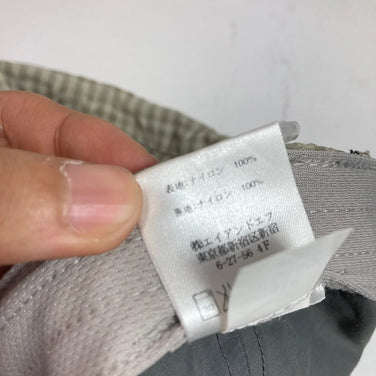 表地:ナイロン 100%
裏地:ナイロン 100%
㈱エイアンドエフ
東京都新宿区新宿
6-27-56 4F